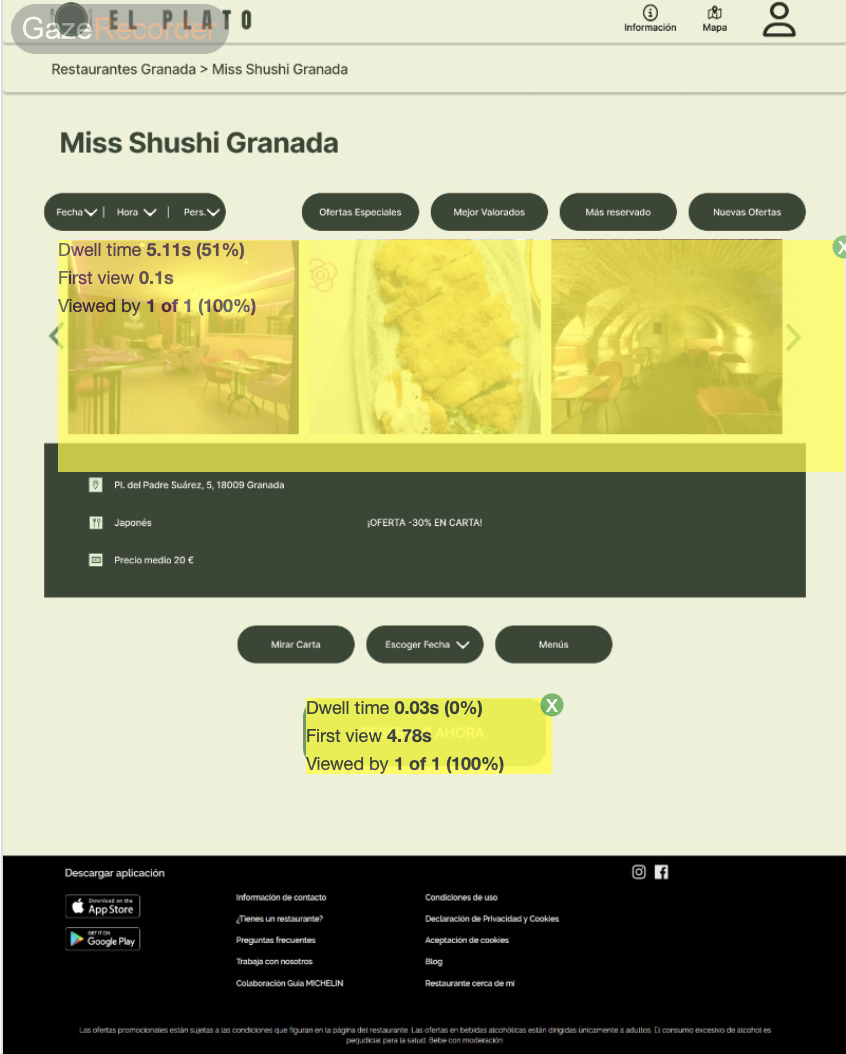 GazeRecorder
EL PLATO
Información
Mapa
Restaurantes Granada > Miss Shushi Granada
Miss Shushi Granada
Fecha | Hora | Pers.
Ofertas Especiales
Mejor Valorados
Más reservado
Nuevas Ofertas
Dwell time 5.11s (51%)
First view 0.1s
Viewed by 1 of 1 (100%)
X
Pl. del Padre Suárez, 5, 18009 Granada
Japonés
¡OFERTA -30% EN CARTA!
Precio medio 20 €
Mirar Carta
Escoger Fecha
Menús
Dwell time 0.03s (0%)
X
First view 4.78s
AHORA
Viewed by 1 of 1 (100%)
Descargar aplicación
Download on the
App Store
GET IT ON
Google Play
Información de contacto
¿Tienes un restaurante?
Preguntas frecuentes
Trabaja con nosotros
Colaboración Guía MICHELIN
Condiciones de uso
Declaración de Privacidad y Cookies
Aceptación de cookies
Blog
Restaurante cerca de mí
Las ofertas promocionales están sujetas a las condiciones que figuran en la página del restaurante. Las ofertas en bebidas alcohólicas están dirigidas únicamente a adultos. El consumo excesivo de alcohol es
perjudicial para la salud. Bebe con moderación